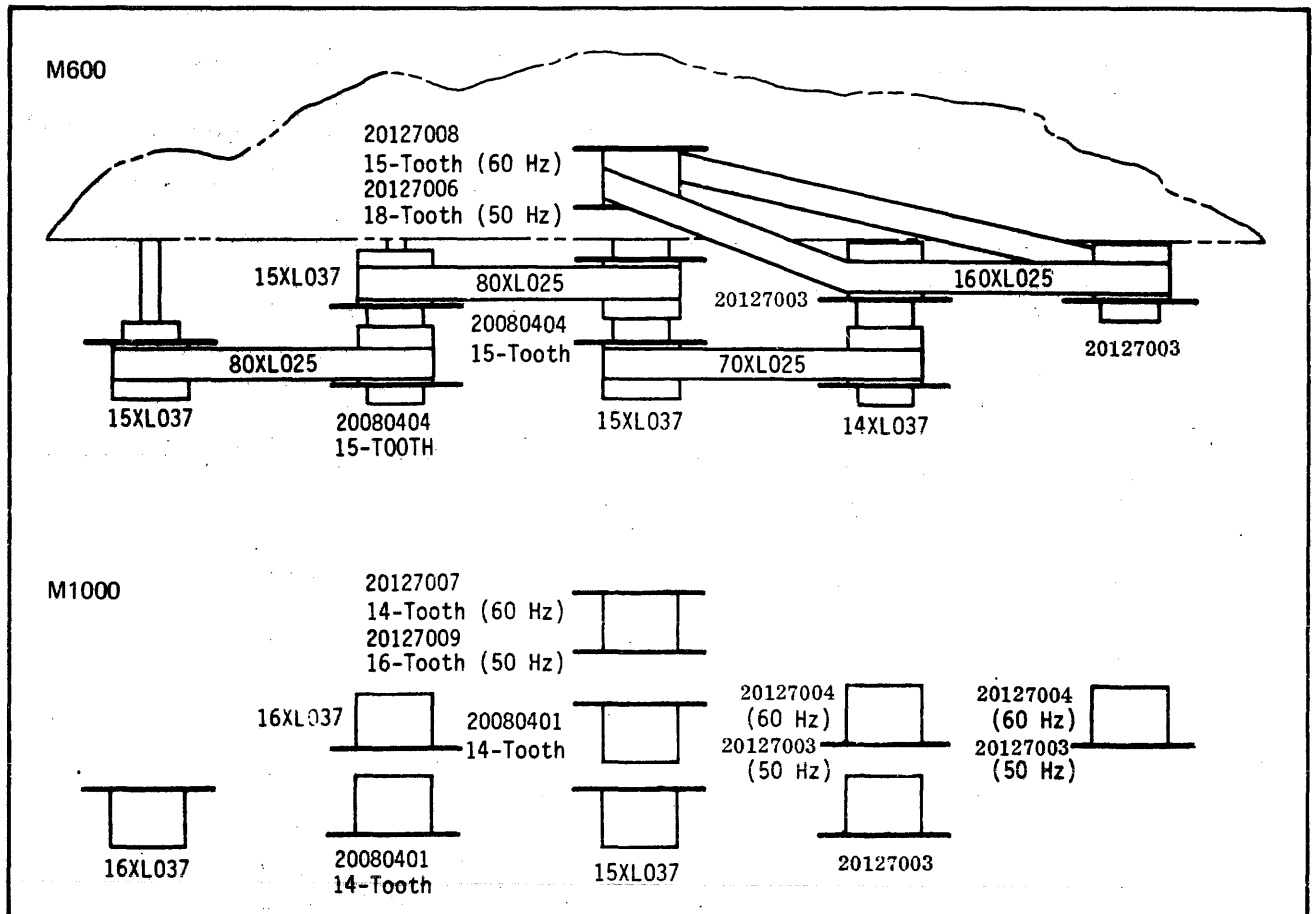 M600
20127008
15-Tooth (60 Hz)
20127006
18-Tooth (50 Hz)
15XL037
80XL025
20127003
160XL025
20080404
15-Tooth
20127003
80XL025
70XL025
15XL037
20080404
15-TOOTH
15XL037
14XL037
M1000
20127007
14-Tooth (60 Hz)
20127009
16-Tooth (50 Hz)
16XL037
20080401
14-Tooth
20127004
(60 Hz)
20127003
(50 Hz)
20127004
(60 Hz)
20127003
(50 Hz)
16XL037
20080401
14-Tooth
15XL037
20127003